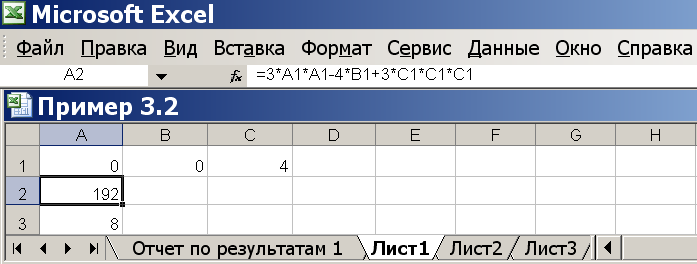 Microsoft Excel
Файл Правка Вид Вставка Формат Сервис Данные Окно Справка
A2 fx =3*A1*A1-4*B1+3*C1*C1*C1
Пример 3.2
A B C D E F G H
1 0 0 4
2 192
3 8
Отчет по результатам 1 Лист1 Лист2 Лист3